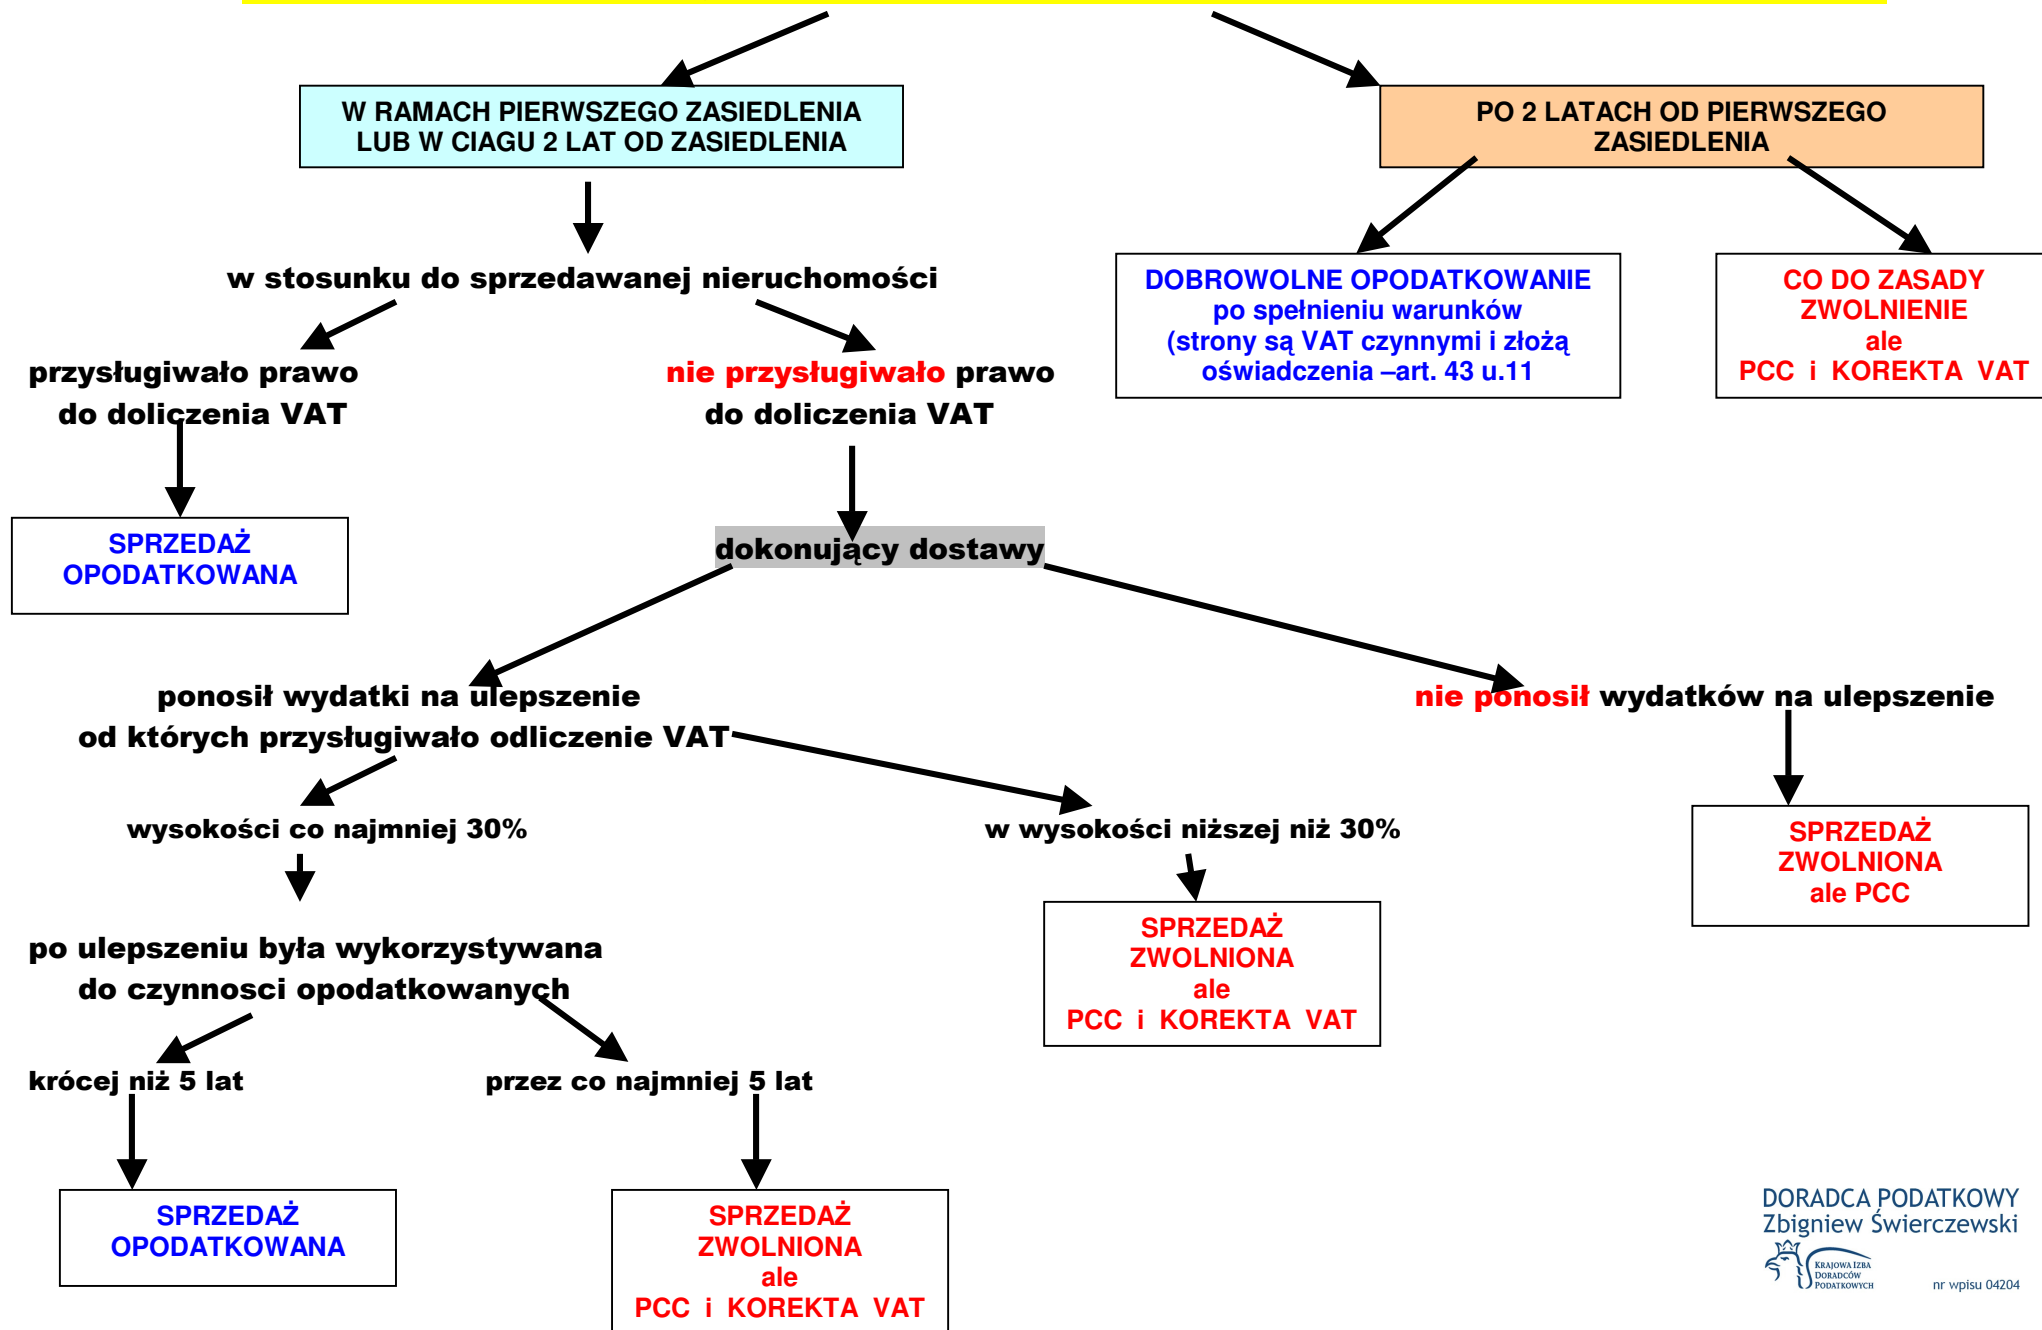 W RAMACH PIERWSZEGO ZASIEDLENIA
LUB W CIAGU 2 LAT OD ZASIEDLENIA
PO 2 LATACH OD PIERWSZEGO
ZASIEDLENIA
w stosunku do sprzedawanej nieruchomości
DOBROWOLNE OPODATKOWANIE
po spełnieniu warunków
(strony są VAT czynnymi i złożą
oświadczenia –art. 43 u.11
CO DO ZASADY
ZWOLNIENIE
ale
PCC i KOREKTA VAT
przysługiwało prawo
do doliczenia VAT
nie przysługiwało prawo
do doliczenia VAT
SPRZEDAŻ
OPODATKOWANA
dokonujący dostawy
ponosił wydatki na ulepszenie
od których przysługiwało odliczenie VAT
nie ponosił wydatków na ulepszenie
wysokości co najmniej 30%
w wysokości niższej niż 30%
SPRZEDAŻ
ZWOLNIONA
ale PCC
po ulepszeniu była wykorzystywana
do czynnosci opodatkowanych
SPRZEDAŻ
ZWOLNIONA
ale
PCC i KOREKTA VAT
krócej niż 5 lat
przez co najmniej 5 lat
SPRZEDAŻ
OPODATKOWANA
SPRZEDAŻ
ZWOLNIONA
ale
PCC i KOREKTA VAT
DORADCA PODATKOWY
Zbigniew Świerczewski
KRAJOWA IZBA
DORADCÓW
PODATKOWYCH
nr wpisu 04204